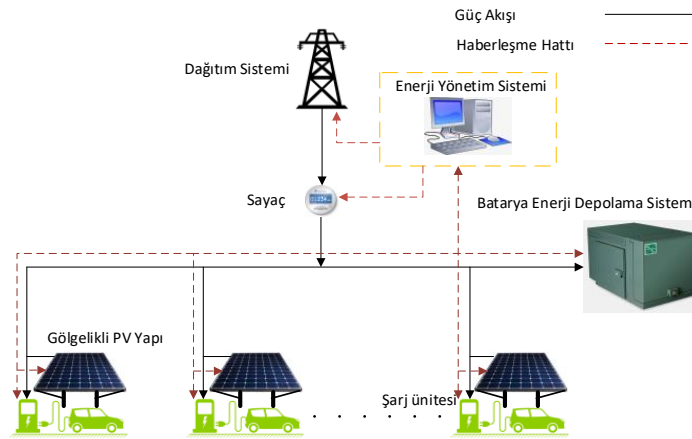 Güç Akışı
Haberleşme Hattı
Dağıtım Sistemi
Enerji Yönetim Sistemi
Sayaç
Batarya Enerji Depolama Sistem
Gölgelikli PV Yapı
Şarj ünitesi